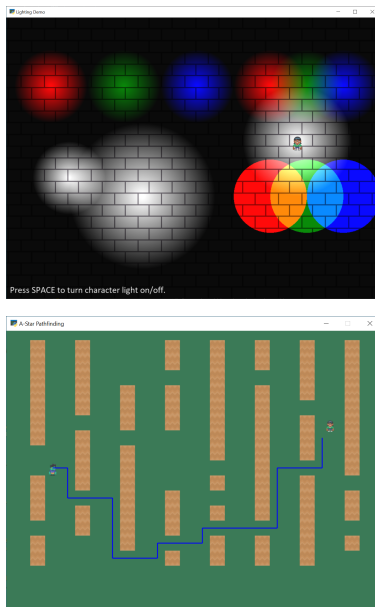 Lighting Demo
Press SPACE to turn character light on/off.
A-Star Pathfinding